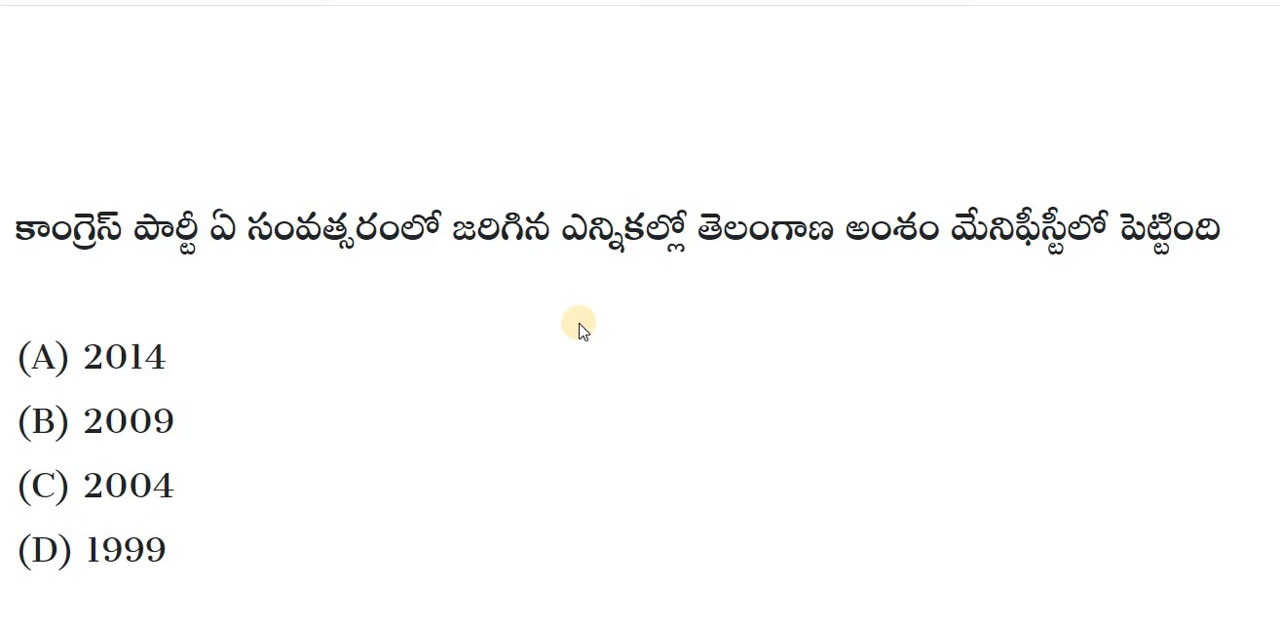 కాంగ్రెస్ పార్టీ ఏ సంవత్సరంలో జరిగిన ఎన్నికల్లో తెలంగాణ అంశం మేనిఫీస్టీలో పెట్టింది
(A) 2014
(B) 2009
(C) 2004
(D) 1999